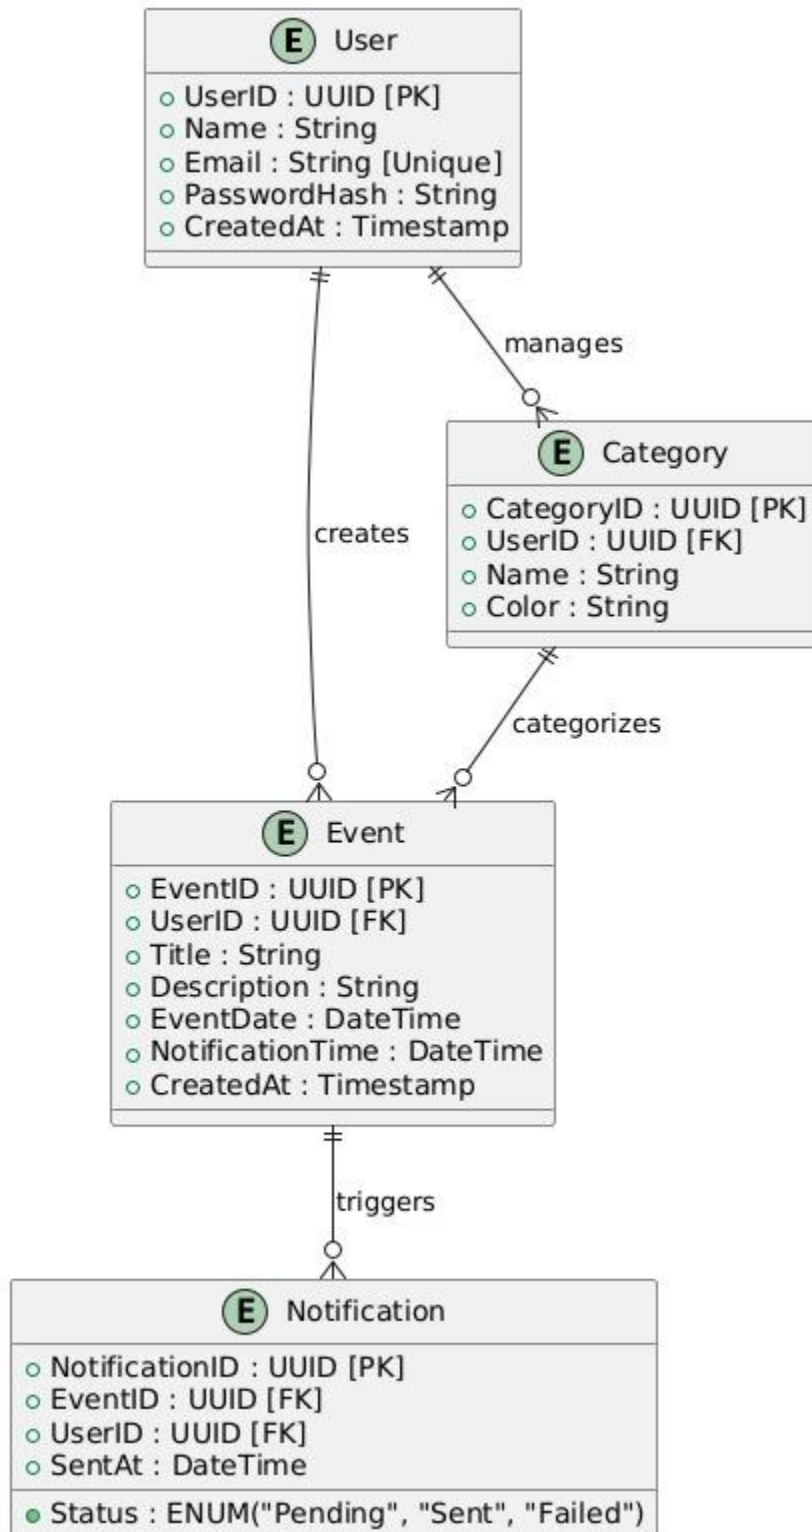 E User
UserID : UUID [PK]
Name : String
Email : String [Unique]
PasswordHash : String
CreatedAt : Timestamp
manages
E Category
CategoryID : UUID [PK]
UserID : UUID [FK]
Name : String
Color : String
creates
categorizes
E Event
EventID : UUID [PK]
UserID : UUID [FK]
Title : String
Description : String
EventDate : DateTime
NotificationTime : DateTime
CreatedAt : Timestamp
triggers
E Notification
NotificationID : UUID [PK]
EventID : UUID [FK]
UserID : UUID [FK]
SentAt : DateTime
Status : ENUM("Pending", "Sent", "Failed")